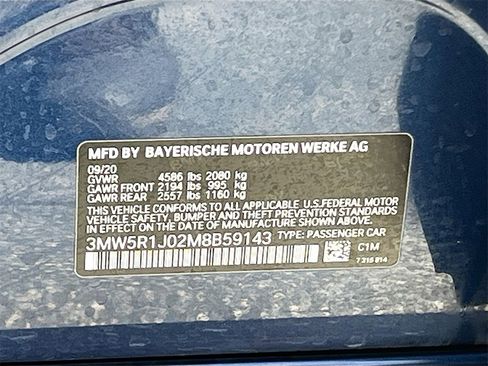 MFD BY BAYERISCHE MOTOREN WERKE AG
09/20
GVWR 4586 lbs 2080 kg
GAWR FRONT 2194 lbs 995 kg
GAWR REAR 2557 lbs 1160 kg
THIS VEHICLE CONFORMS TO ALL APPLICABLE U.S. FEDERAL MOTOR
VEHICLE SAFETY, BUMPER, AND THEFT PREVENTION STANDARDS
IN EFFECT ON THE DATE OF MANUFACTURE SHOWN ABOVE.
3MW5R1J02M8B59143 TYPE: PASSENGER CAR
C1M
7 315 814